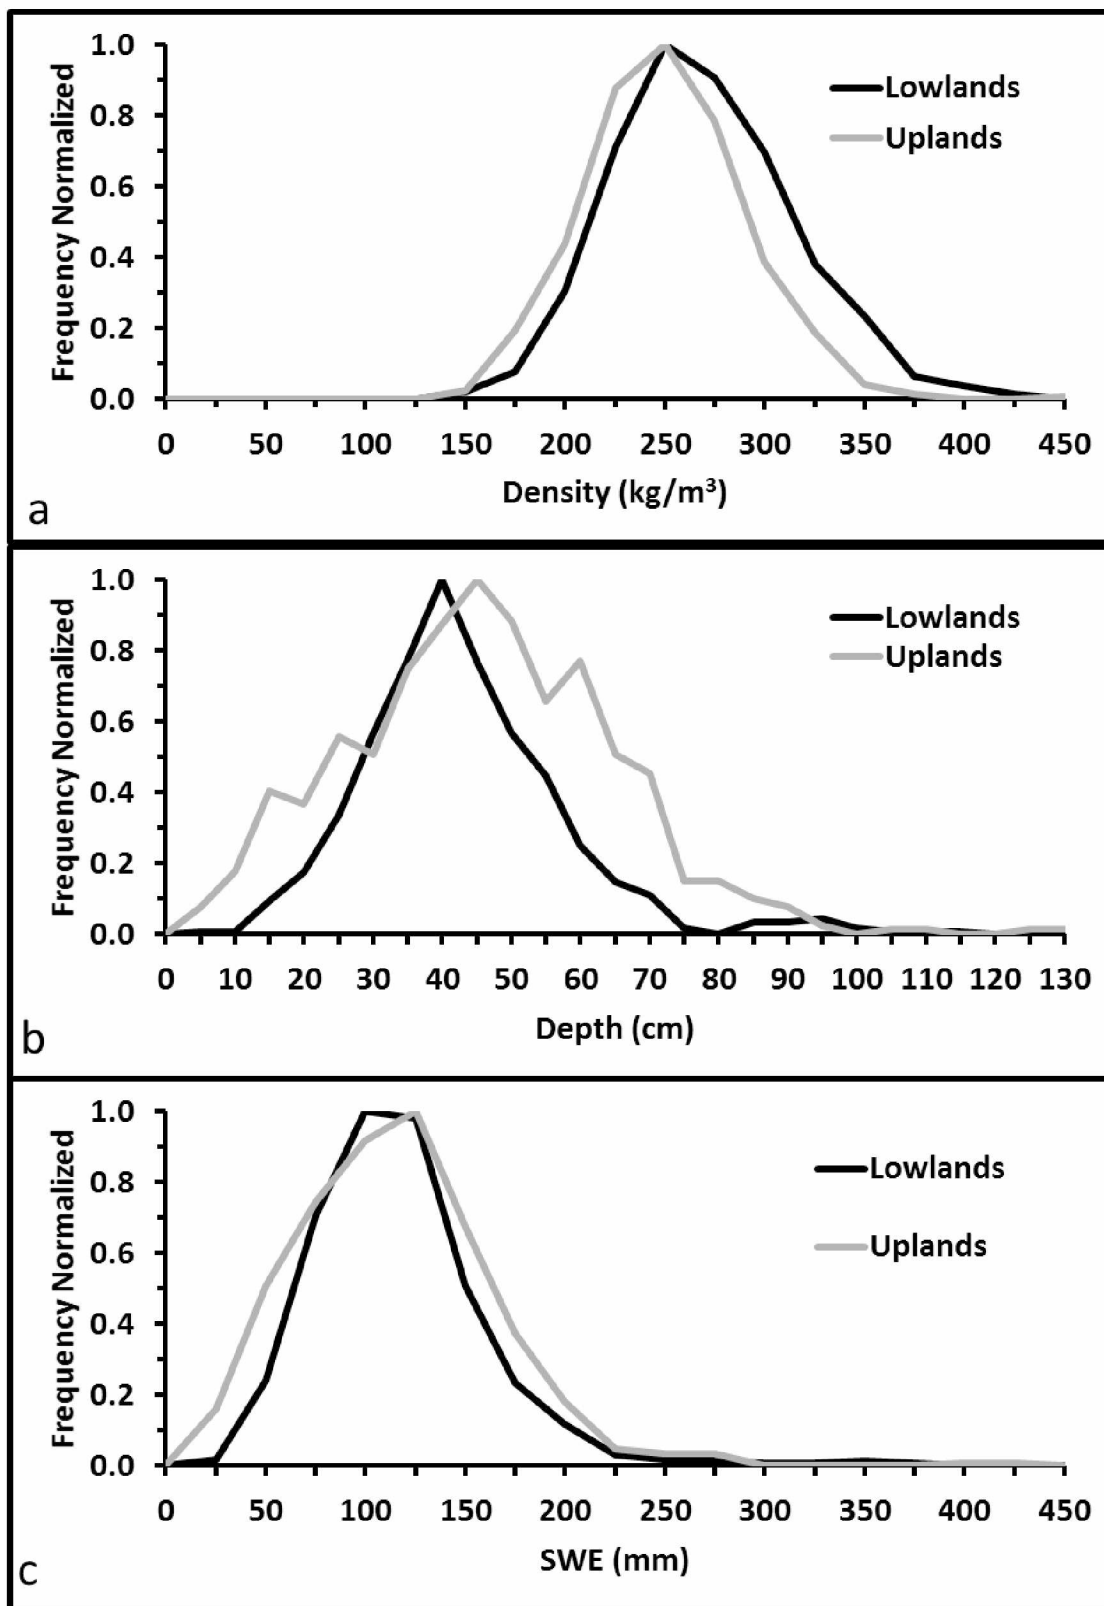 Frequency Normalized
1.0
0.8
0.6
0.4
0.2
0.0
Lowlands
Uplands
0 50 100 150 200 250 300 350 400 450
Density (kg/m³)
a
Frequency Normalized
1.0
0.8
0.6
0.4
0.2
0.0
Lowlands
Uplands
0 10 20 30 40 50 60 70 80 90 100 110 120 130
Depth (cm)
b
Frequency Normalized
1.0
0.8
0.6
0.4
0.2
0.0
Lowlands
Uplands
0 50 100 150 200 250 300 350 400 450
SWE (mm)
c